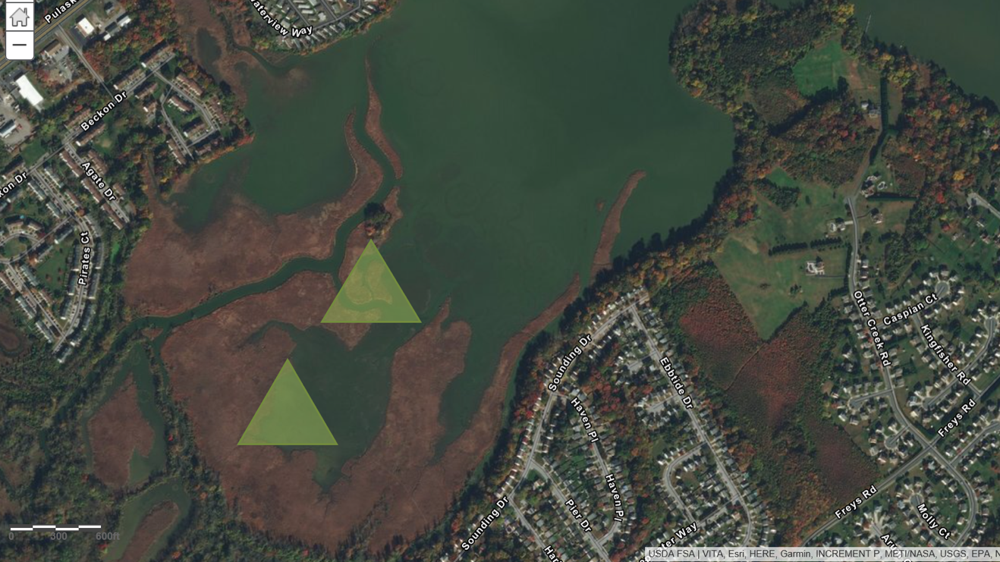 Pulask
aterview Way
Beckon Dr
kon Dr
Agate Dr
Pirates Ct
Sounding Dr
Ebbtide Dr
Haven Pl
Haven Pl
Sounding Dr
Pier Dr
Har
ter Way
Otter Creek Rd
Caspian Ct
Kingfisher Rd
Freys Rd
Freys Rd
Molly Ct
0 300 600ft
USDA FSA | VITA, Esri, HERE, Garmin, INCREMENT P, METI/NASA, USGS, EPA, N